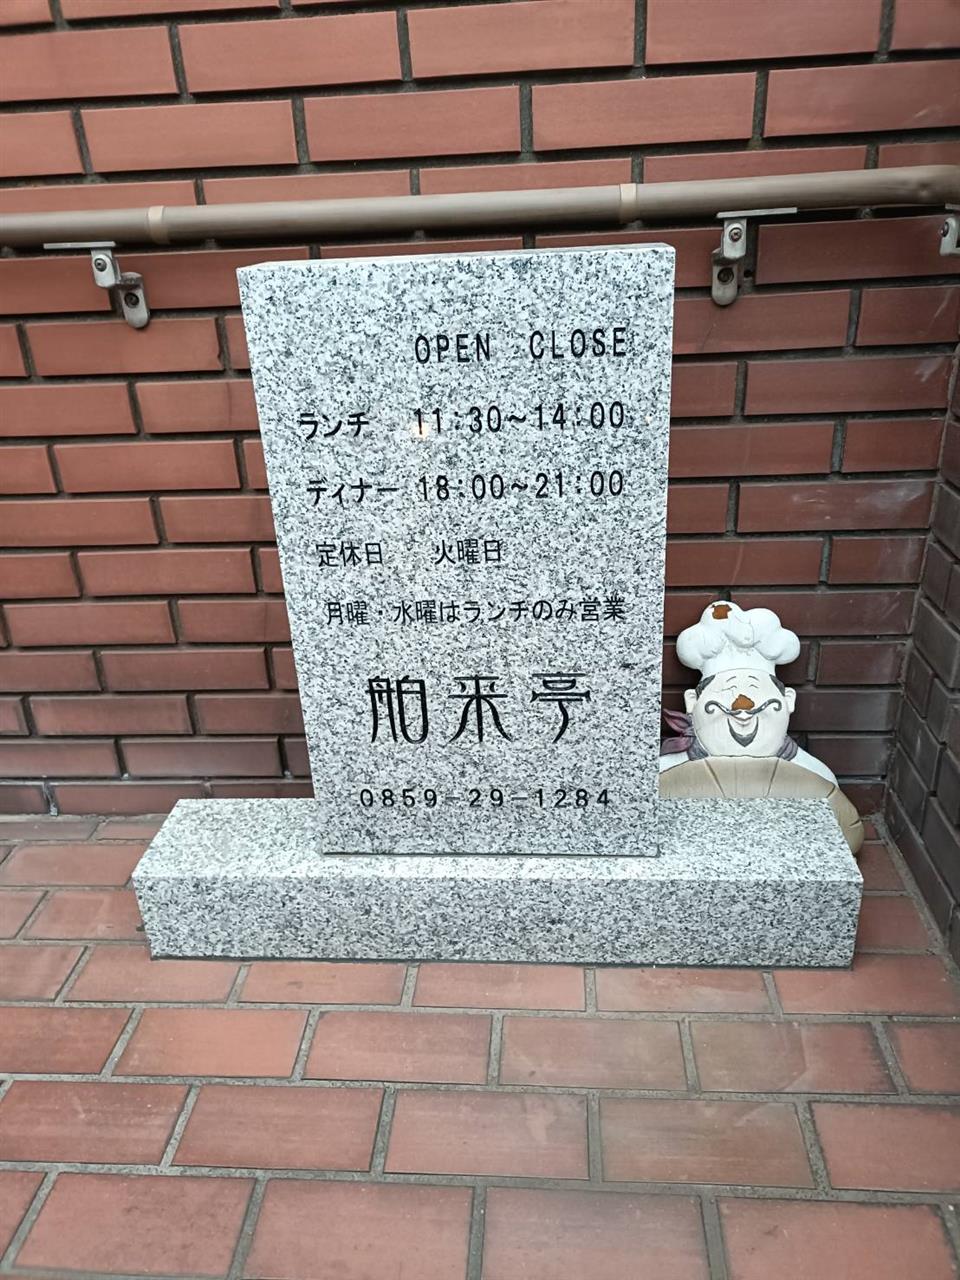 OPEN CLOSE
ランチ 11:30～14:00
ディナー 18:00～21:00
定休日 火曜日
月曜・水曜はランチのみ営業
舶来亭
0859-29-1284